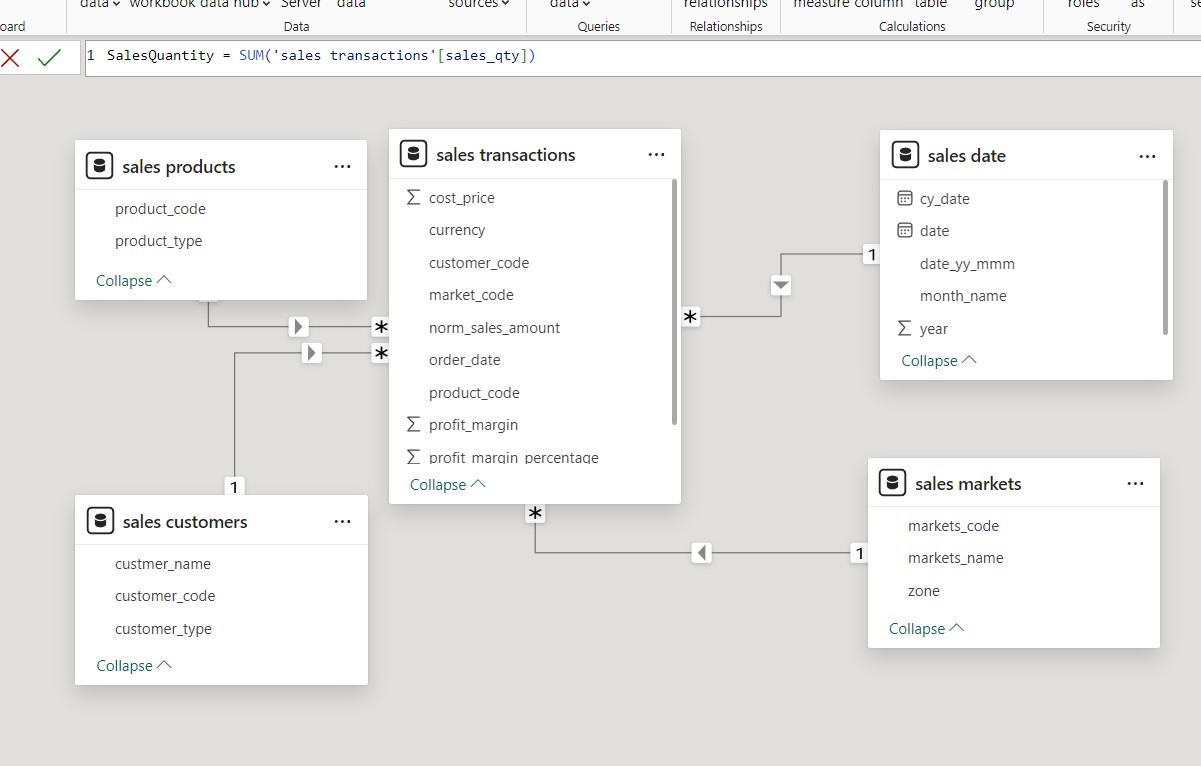 data workbook data hub Server data sources data relationships measure column table group roles as
Data Queries Relationships Calculations Security
1 SalesQuantity = SUM('sales transactions'[sales_qty])
sales products
product_code
product_type
Collapse
sales transactions
cost_price
currency
customer_code
market_code
norm_sales_amount
order_date
product_code
profit_margin
profit_margin_percentage
Collapse
sales date
cy_date
date
date_yy_mmm
month_name
year
Collapse
*
*
1
*
1
*
1
sales customers
custmer_name
customer_code
customer_type
Collapse
sales markets
markets_code
markets_name
zone
Collapse